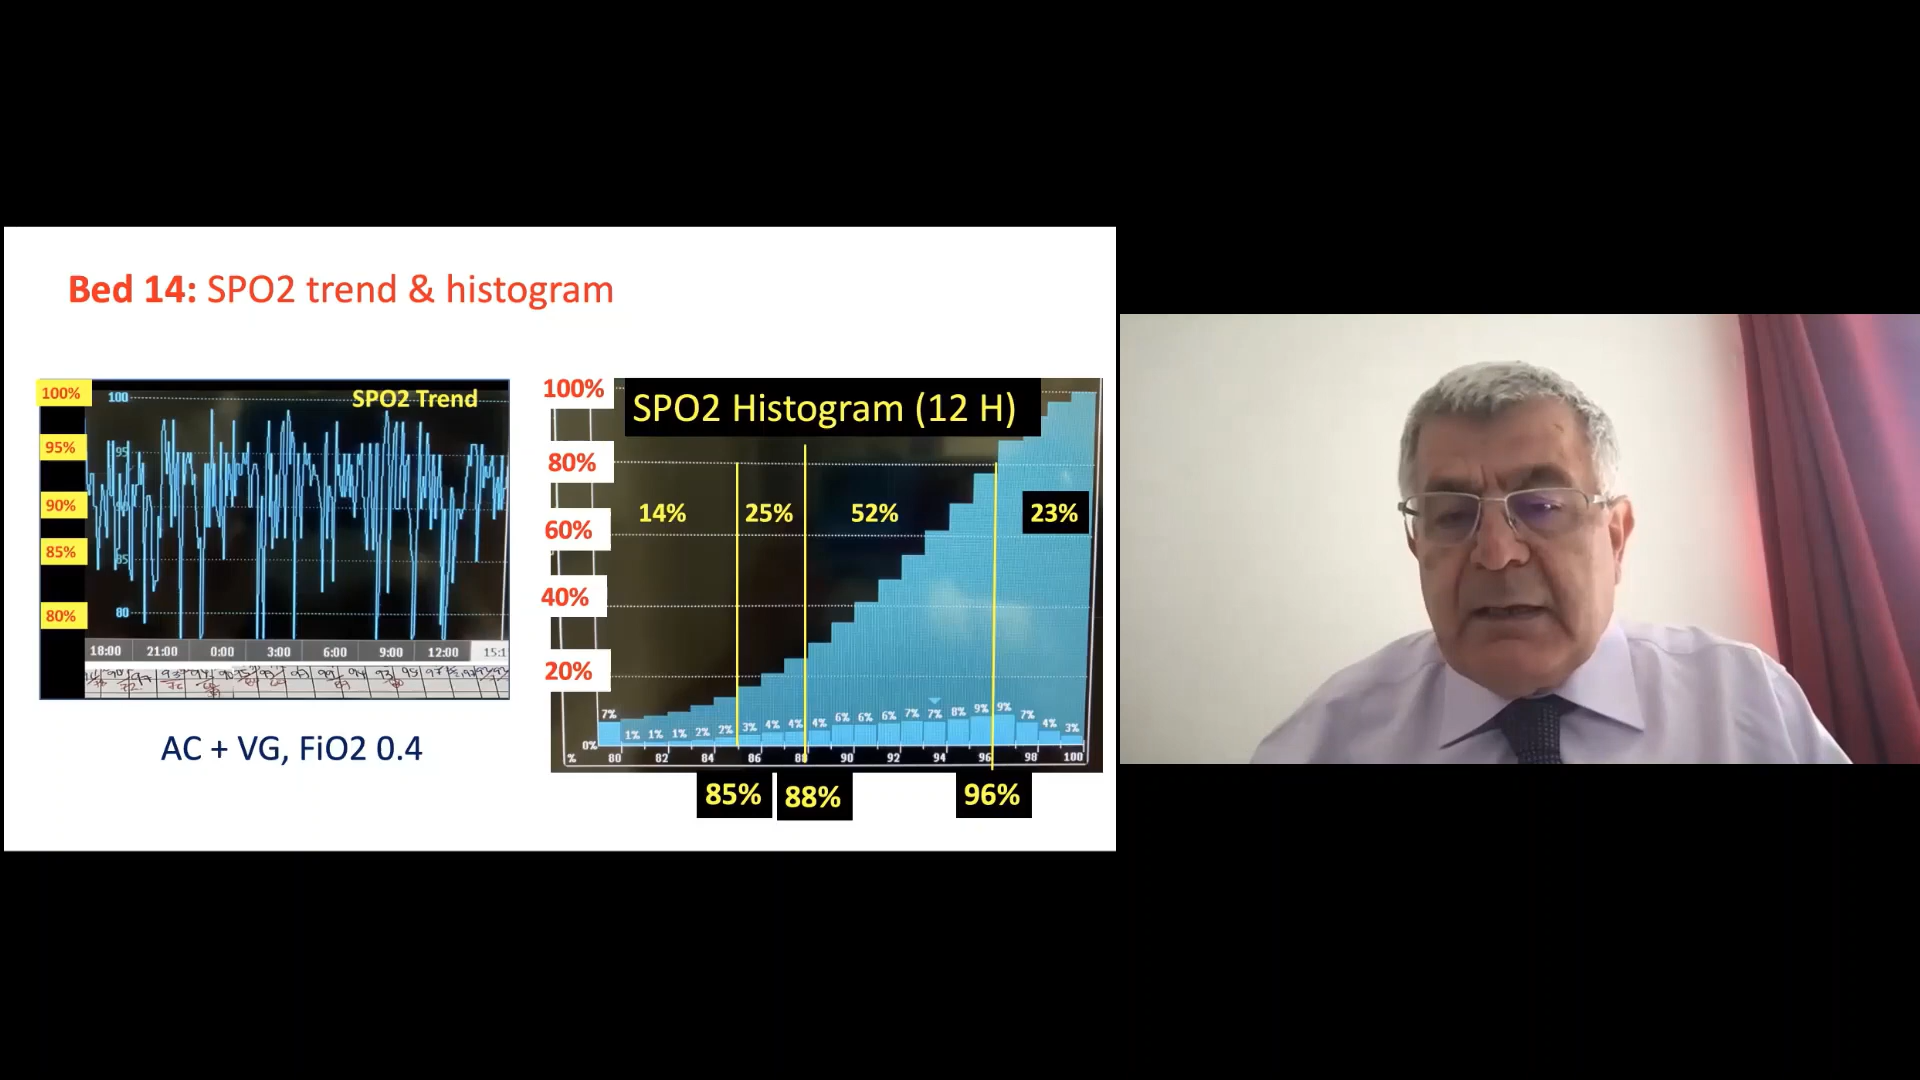 Bed 14: SPO2 trend & histogram
100%
95%
90%
85%
80%
SPO2 Trend
100
95
85
80
18:00 21:00 0:00 3:00 6:00 9:00 12:00
AC + VG, FiO2 0.4
100%
80%
60%
40%
20%
0%
SPO2 Histogram (12 H)
14% 25% 52% 23%
7% 1% 1% 1% 2% 2% 3% 4% 4% 4% 6% 6% 6% 7% 7% 8% 9% 9% 7% 4% 3%
% 80 82 84 86 88 90 92 94 96 98 100
85% 88% 96%